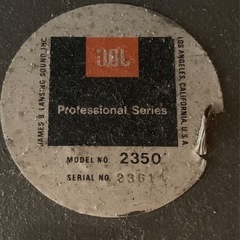 JBL
JAMES B. LANSING SOUND, INC.
LOS ANGELES, CALIFORNIA, U.S.A.
Professional Series
MODEL NO. 2350
SERIAL NO.